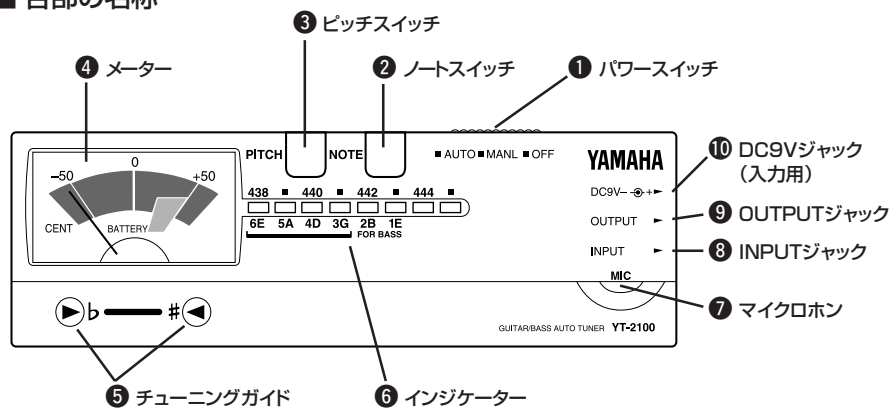 ■ 各部の名称
❸ ピッチスイッチ
❹ メーター
❷ ノートスイッチ
❶ パワースイッチ
-50 0 +50
CENT BATTERY
PITCH NOTE
■ AUTO ■ MANL ■ OFF
YAMAHA
438 ■ 440 ■ 442 ■ 444 ■
6E 5A 4D 3G 2B 1E
FOR BASS
DC9V
OUTPUT ►
INPUT ►
MIC
❿ DC9Vジャック
（入力用）
❾ OUTPUTジャック
❽ INPUTジャック
❼ マイクロホン
♭ ♯
GUITAR/BASS AUTO TUNER YT-2100
❺ チューニングガイド
❻ インジケーター